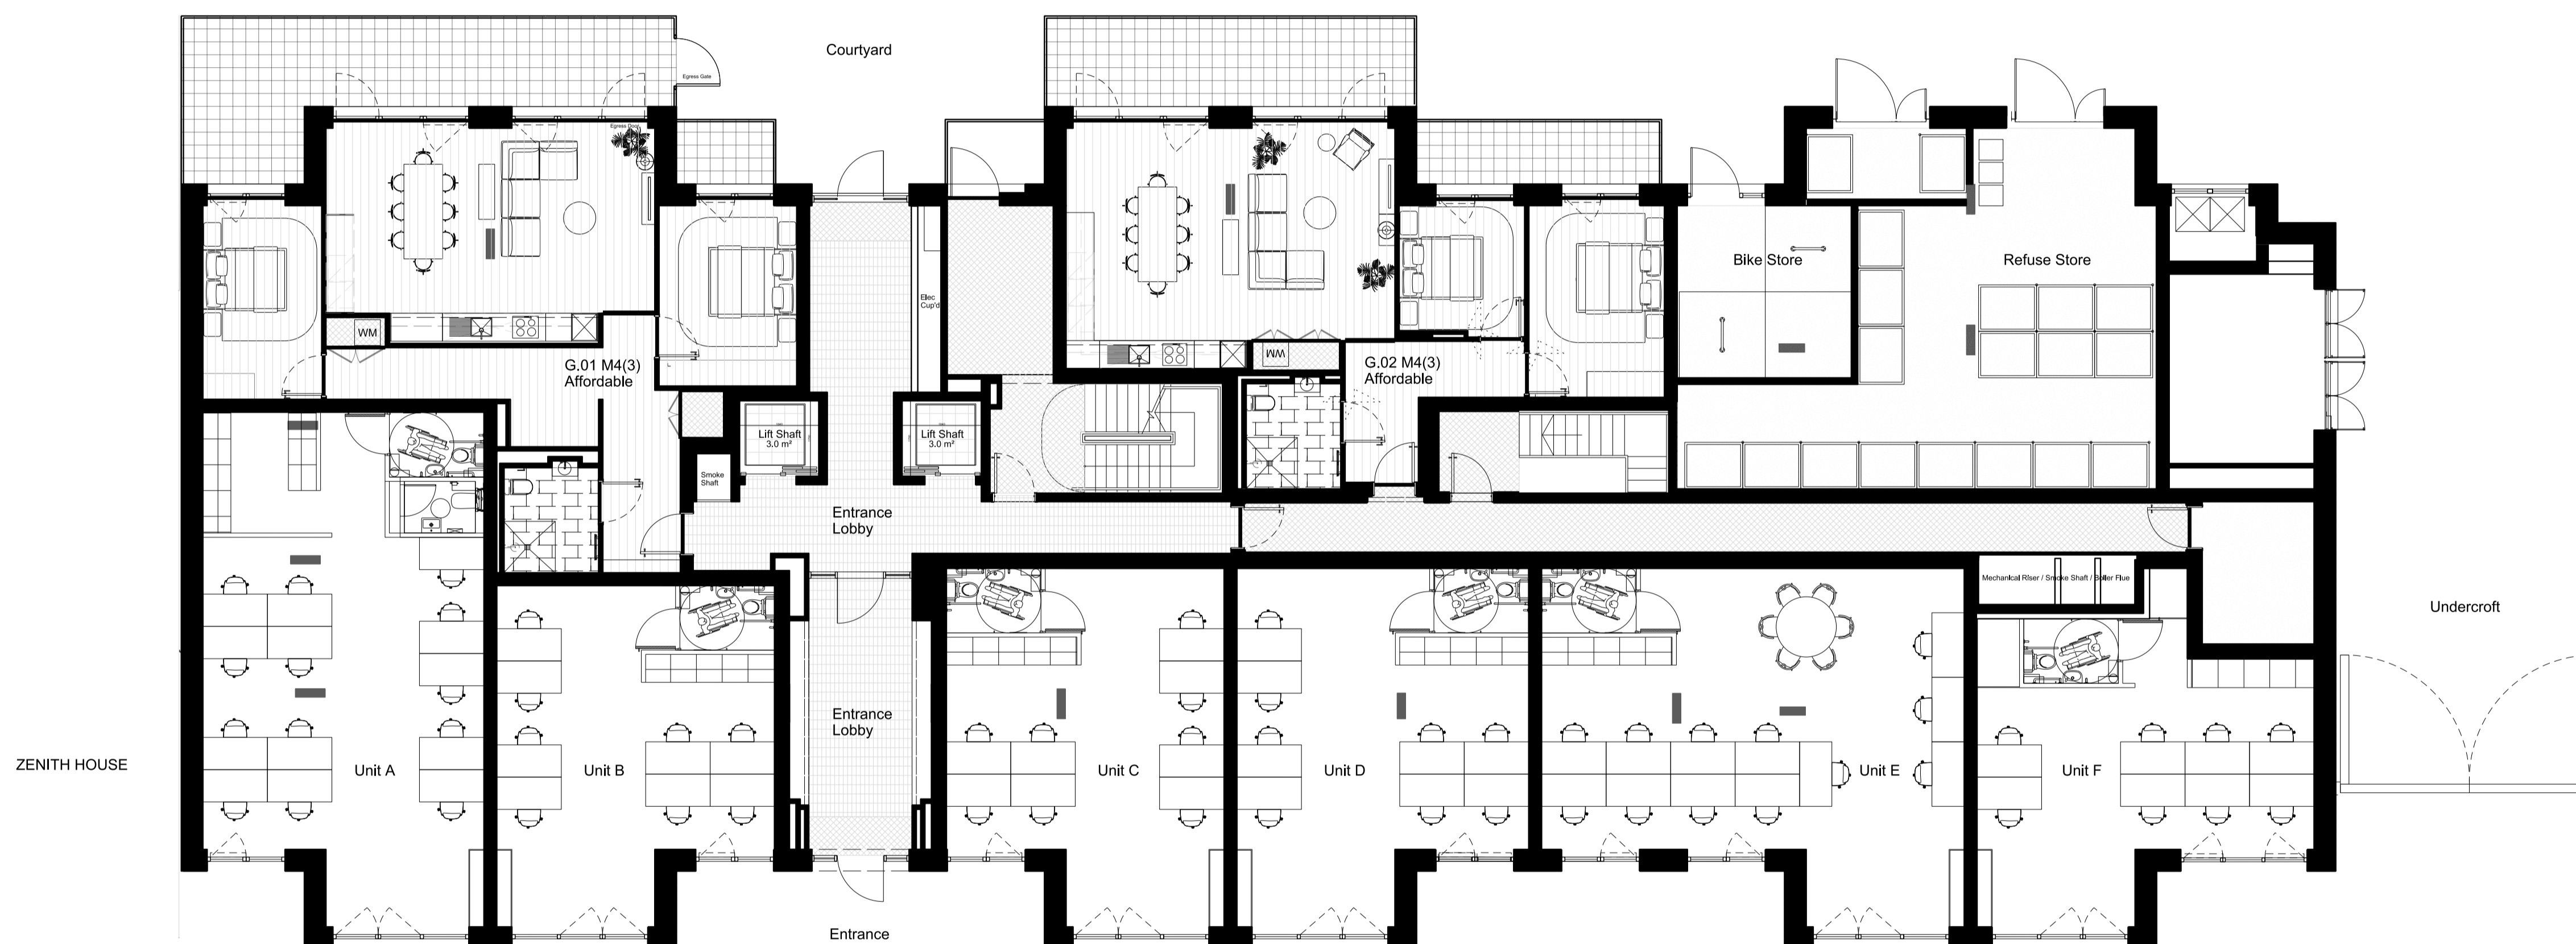 Courtyard
Egress Gate
Egress Door
Bike Store
Refuse Store
Elec
Cup'd
WM
WM
G.01 M4(3)
Affordable
G.02 M4(3)
Affordable
Lift Shaft
3.0 m²
Lift Shaft
3.0 m²
Smoke
Shaft
Entrance
Lobby
Mechanical Riser / Smoke Shaft / Boiler Flue
Undercroft
Entrance
Lobby
ZENITH HOUSE
Unit A
Unit B
Unit C
Unit D
Unit E
Unit F
Entrance